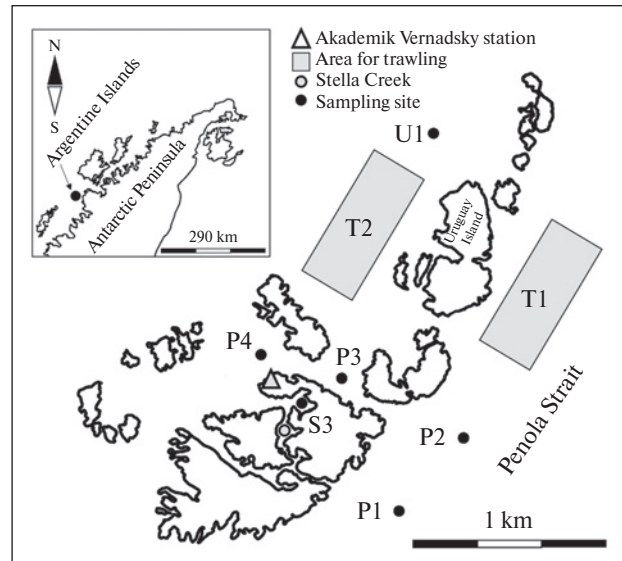 N
S
Argentine Islands
Antarctic Peninsula
290 km
Akademik Vernadsky station
Area for trawling
Stella Creek
Sampling site
U1
T2
Uruguay
Island
T1
P4
P3
S3
P2
Penola Strait
P1
1 km